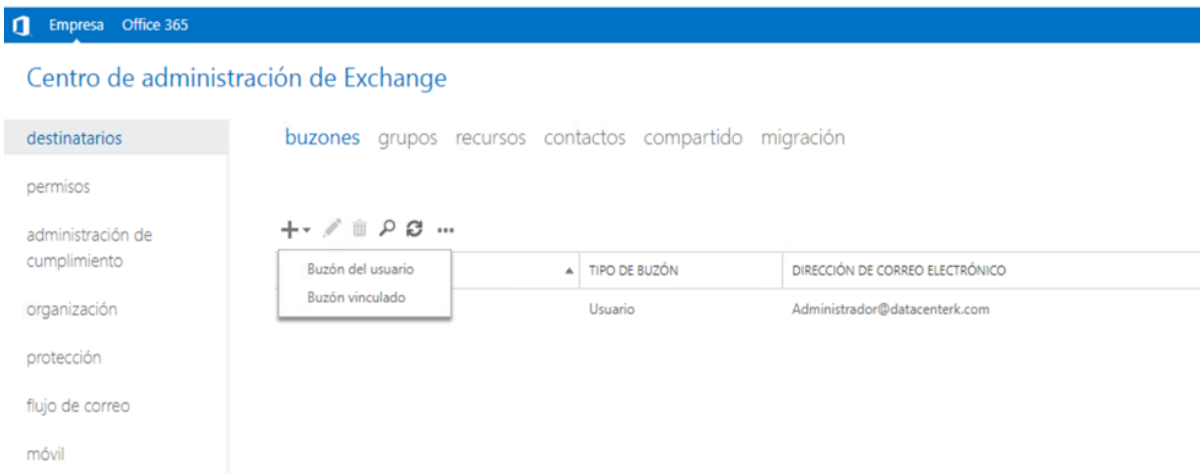 Empresa Office 365
Centro de administración de Exchange
destinatarios
permisos
administración de
cumplimiento
organización
protección
flujo de correo
móvil
buzones grupos recursos contactos compartido migración
Buzón del usuario
Buzón vinculado
TIPO DE BUZÓN DIRECCIÓN DE CORREO ELECTRÓNICO
Usuario Administrador@datacenterk.com